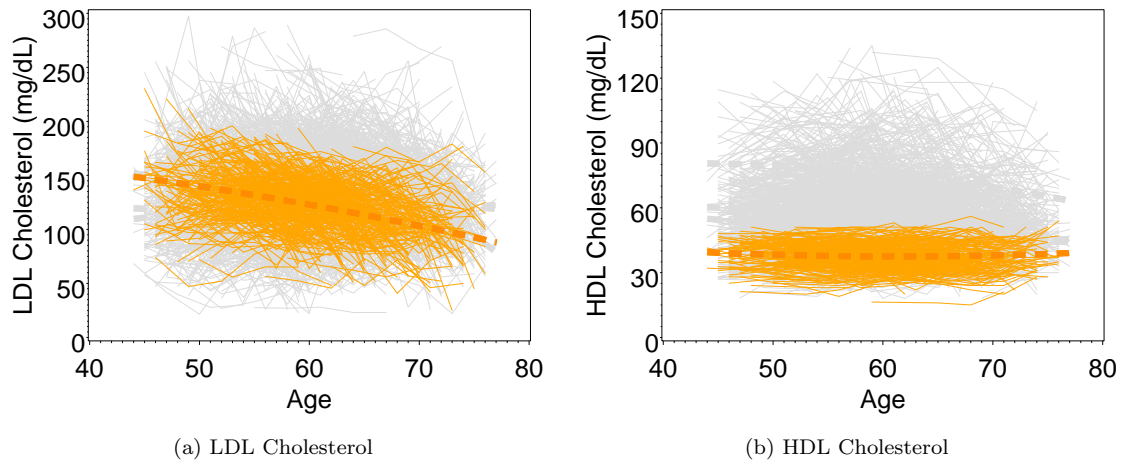 300
250
200
150
100
50
0
LDL Cholesterol (mg/dL)
40 50 60 70 80
Age
(a) LDL Cholesterol
150
120
90
60
30
0
HDL Cholesterol (mg/dL)
40 50 60 70 80
Age
(b) HDL Cholesterol